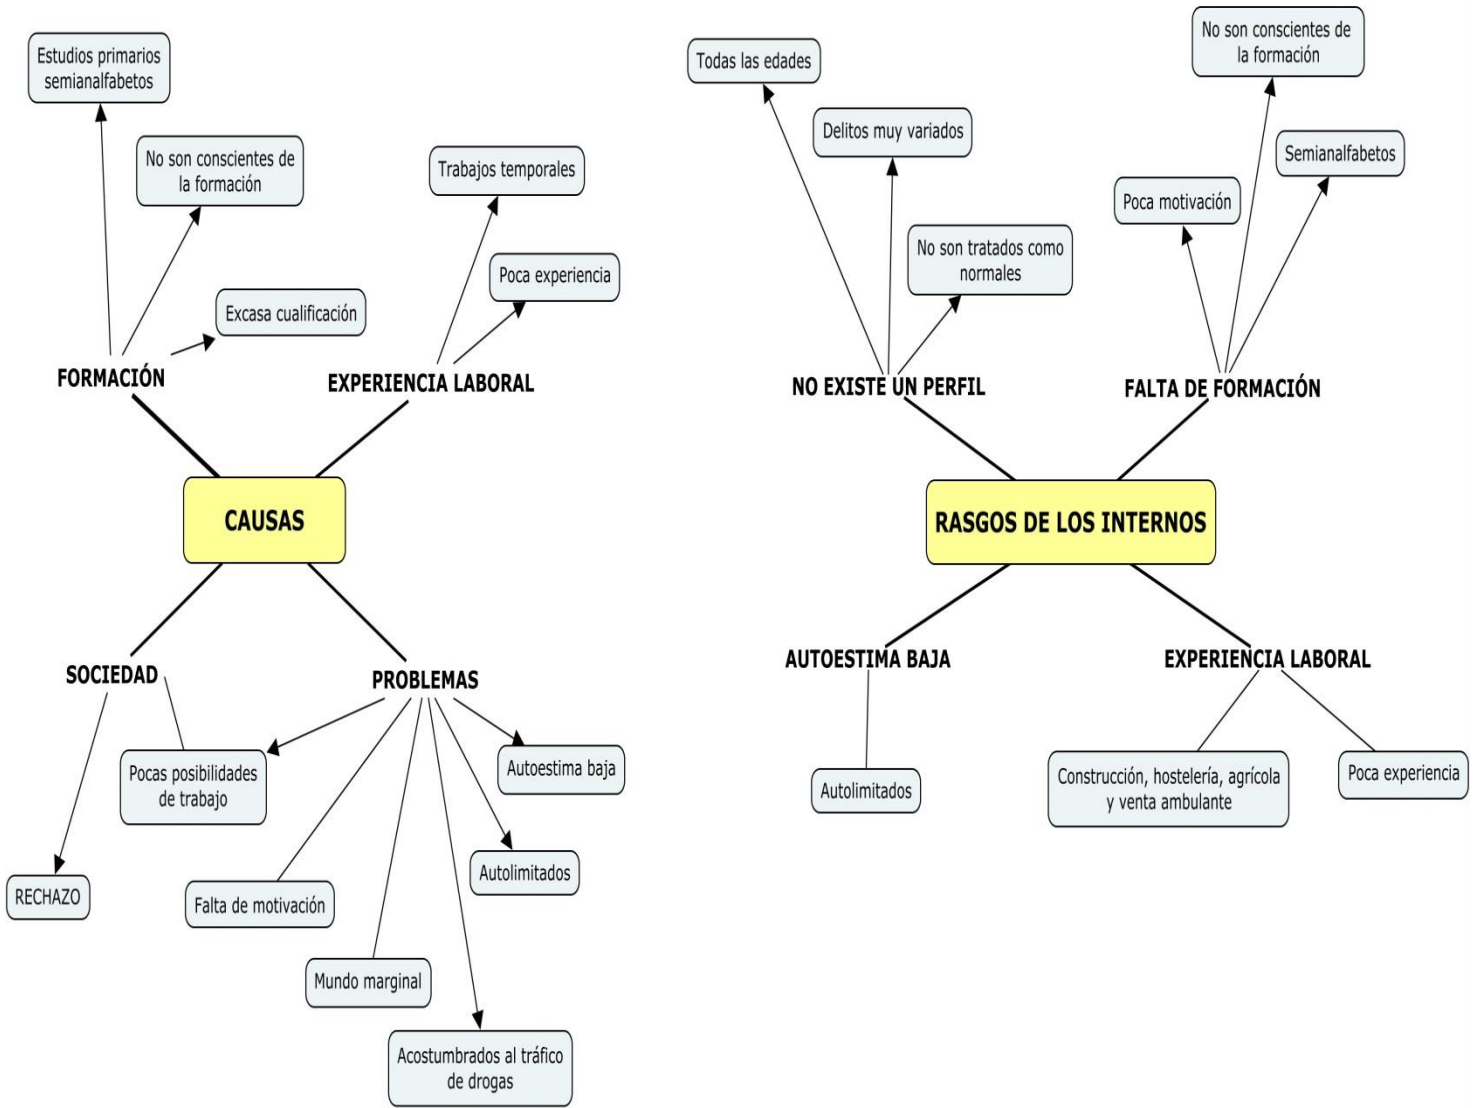 Estudios primarios
semianalfabetos
No son conscientes de
la formación
Excasa cualificación
Trabajos temporales
Poca experiencia
FORMACIÓN
EXPERIENCIA LABORAL
CAUSAS
SOCIEDAD
PROBLEMAS
Pocas posibilidades
de trabajo
Autoestima baja
RECHAZO
Falta de motivación
Autolimitados
Mundo marginal
Acostumbrados al tráfico
de drogas
Todas las edades
Delitos muy variados
No son tratados como
normales
No son conscientes de
la formación
Semianalfabetos
Poca motivación
NO EXISTE UN PERFIL
FALTA DE FORMACIÓN
RASGOS DE LOS INTERNOS
AUTOESTIMA BAJA
EXPERIENCIA LABORAL
Autolimitados
Construcción, hostelería, agrícola
y venta ambulante
Poca experiencia